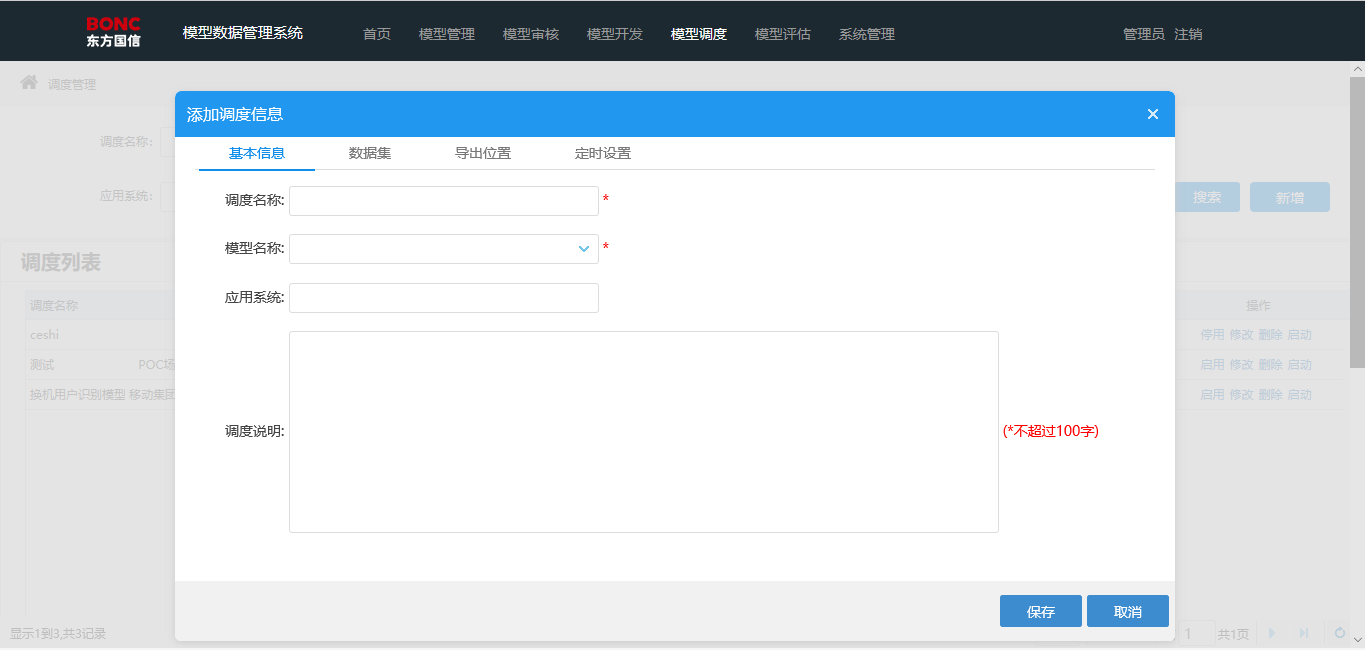 BONC
东方国信
模型数据管理系统 首页 模型管理 模型审核 模型开发 模型调度 模型评估 系统管理 管理员 注销
调度管理
添加调度信息
基本信息 数据集 导出位置 定时设置
调度名称:
调度名称: *
模型名称: *
应用系统:
搜索 新增
调度列表
应用系统:
调度名称 操作
ceshi 停用 修改 删除 启动
测试 POC场 启用 修改 删除 启动
换机用户识别模型 移动集团 启用 修改 删除 启动
调度说明: (*不超过100字)
保存 取消
显示1到3,共3记录 1 共1页